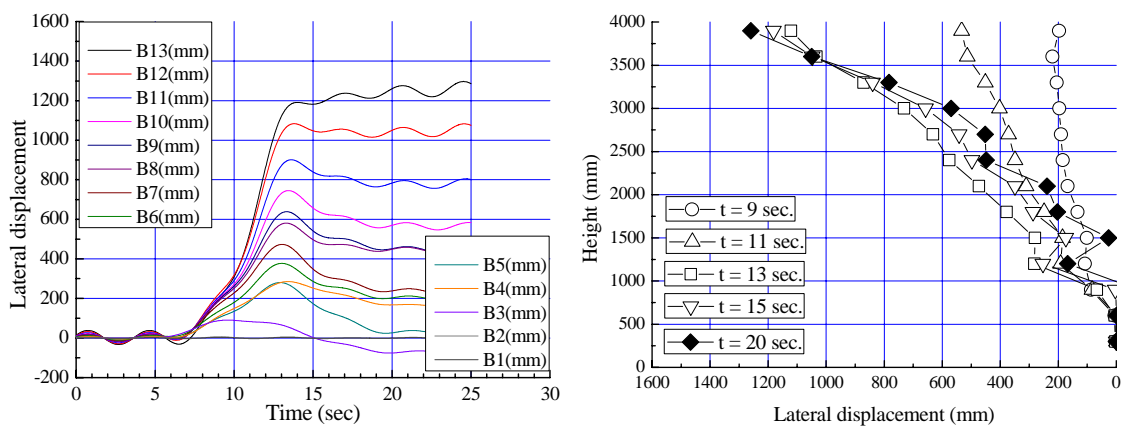 1600
1400
1200
1000
800
600
400
200
0
-200
Lateral displacement
B13(mm)
B12(mm)
B11(mm)
B10(mm)
B9(mm)
B8(mm)
B7(mm)
B6(mm)
B5(mm)
B4(mm)
B3(mm)
B2(mm)
B1(mm)
0 5 10 15 20 25 30
Time (sec)
4000
3500
3000
2500
2000
1500
1000
500
0
Height (mm)
t = 9 sec.
t = 11 sec.
t = 13 sec.
t = 15 sec.
t = 20 sec.
1600 1400 1200 1000 800 600 400 200 0
Lateral displacement (mm)